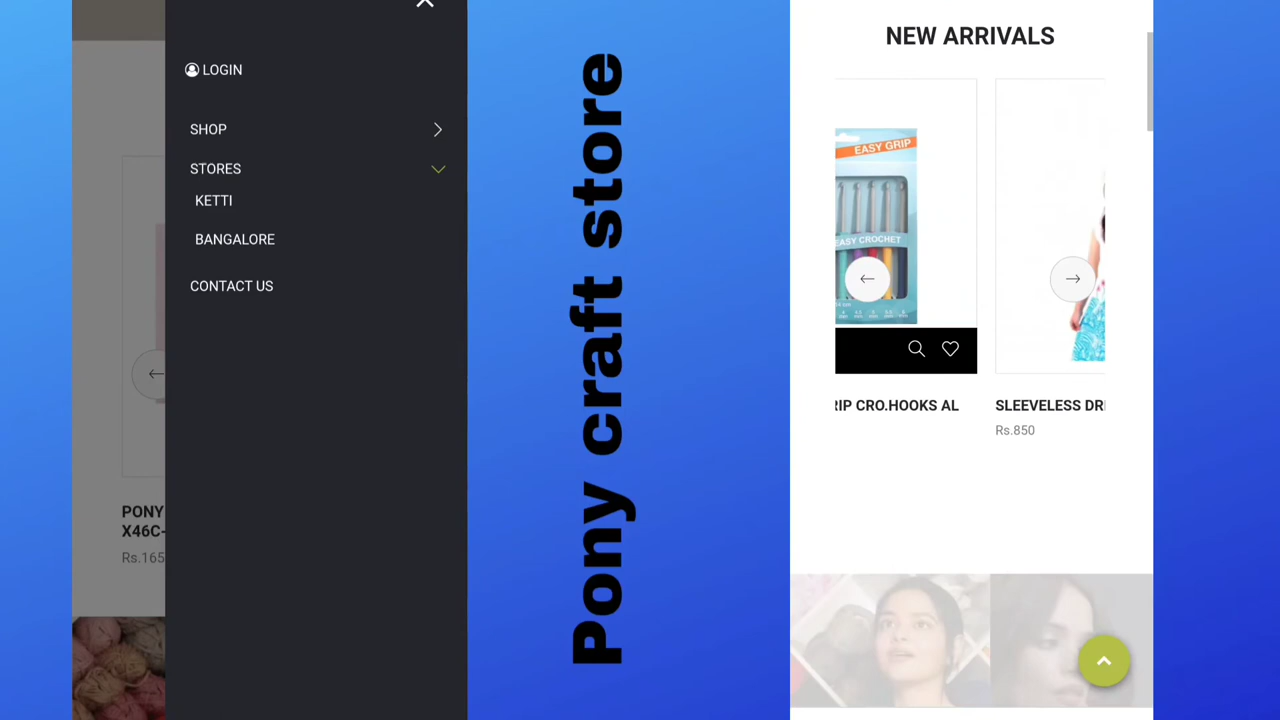 LOGIN
SHOP
STORES
KETTI
BANGALORE
CONTACT US
PONY
X46C-
Rs.165
Pony craft store
NEW ARRIVALS
EASY GRIP
EASY CROCHET
RIP CRO.HOOKS AL
SLEEVELESS DR
Rs.850